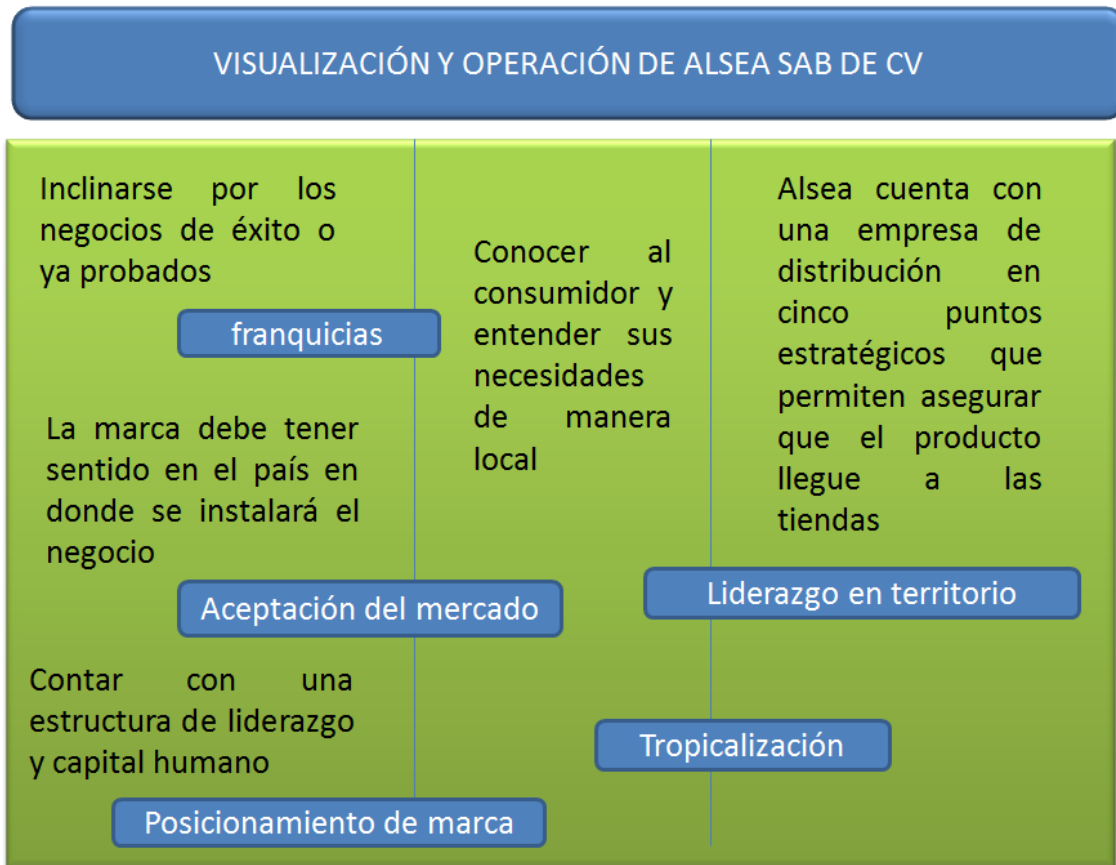 VISUALIZACIÓN Y OPERACIÓN DE ALSEA SAB DE CV
Inclinarse por los
negocios de éxito o
ya probados
franquicias
La marca debe tener
sentido en el país en
donde se instalará el
negocio
Aceptación del mercado
Contar con una
estructura de liderazgo
y capital humano
Posicionamiento de marca
Conocer al
consumidor y
entender sus
necesidades
de manera
local
Tropicalización
Alsea cuenta con
una empresa de
distribución en
cinco puntos
estratégicos que
permiten asegurar
que el producto
llegue a las
tiendas
Liderazgo en territorio